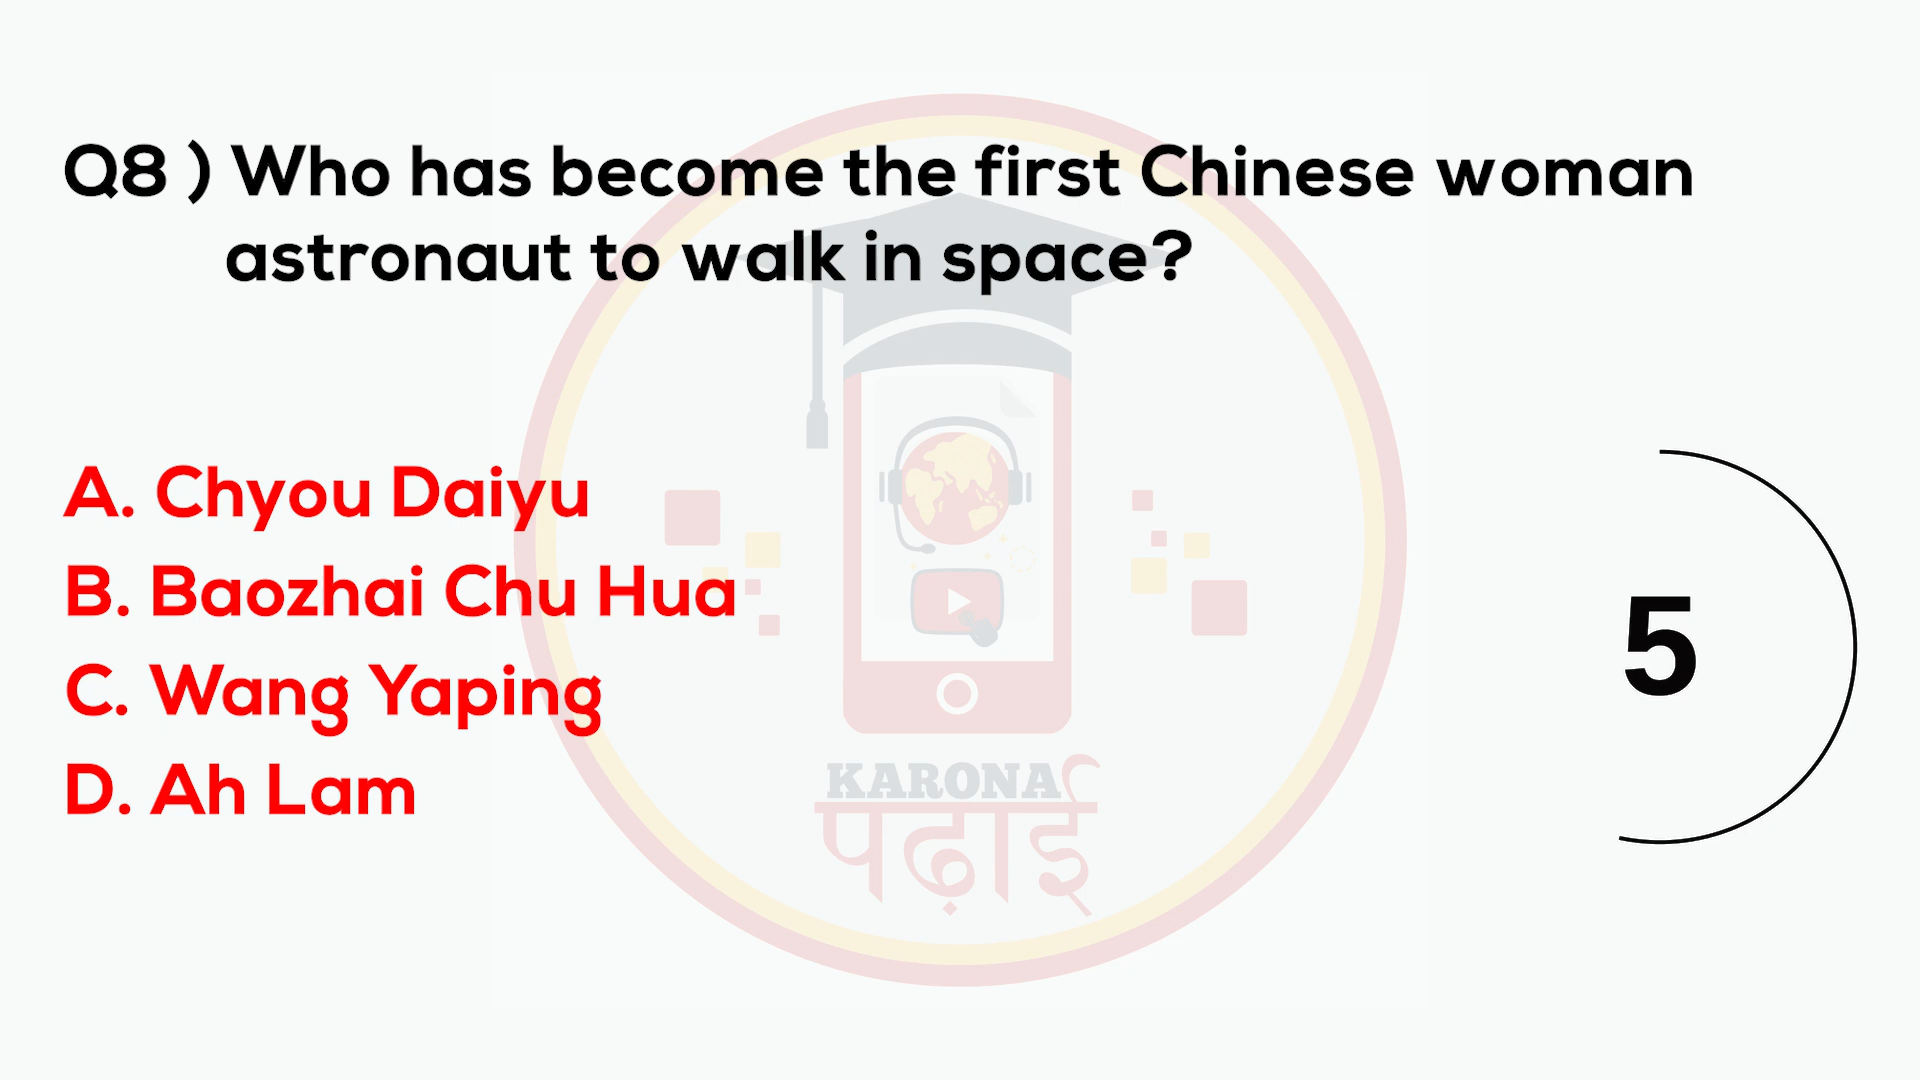 Q8 ) Who has become the first Chinese woman
astronaut to walk in space?
A. Chyou Daiyu
B. Baozhai Chu Hua
C. Wang Yaping
D. Ah Lam
5
KARONA
पढ़ाई